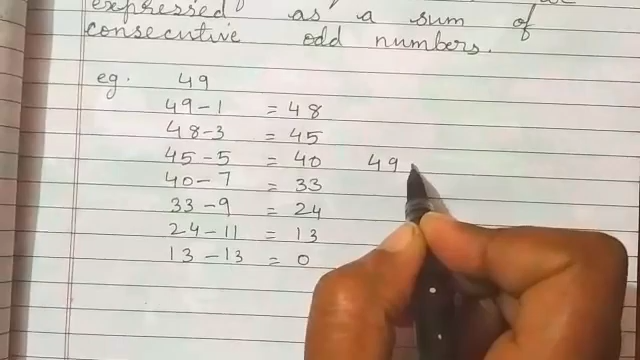 expressed as a sum of
consecutive odd numbers.
eg. 49
49 - 1 = 48
48 - 3 = 45
45 - 5 = 40 49
40 - 7 = 33
33 - 9 = 24
24 - 11 = 13
13 - 13 = 0